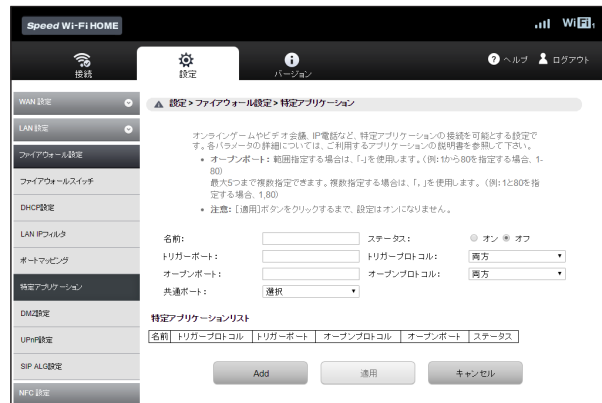 Speed Wi-Fi HOME
WiFi 1
接続
設定
バージョン
ヘルプ
ログアウト
WAN 設定
LAN 設定
ファイアウォール設定
ファイアウォールスイッチ
DHCP設定
LAN IPフィルタ
ポートマッピング
特定アプリケーション
DMZ設定
UPnP設定
SIP ALG設定
NFC 設定
設定 > ファイアウォール設定 > 特定アプリケーション
オンラインゲームやビデオ会議、IP電話など、特定アプリケーションの接続を可能とする設定で
す。各パラメータの詳細については、ご利用するアプリケーションの説明書を参照して下さい。
• オープンポート: 範囲指定する場合は、「-」を使用します。(例:1から80を指定する場合、1-
80)
最大5つまで複数指定できます。複数指定する場合は、「,」を使用します。(例:1と80を指
定する場合、1,80)
• 注意: [適用]ボタンをクリックするまで、設定はオンになりません。
名前: ステータス: オン オフ
トリガーポート: トリガープロトコル: 両方
オープンポート: オープンプロトコル: 両方
共通ポート: 選択
特定アプリケーションリスト
名前 トリガープロトコル トリガーポート オープンプロトコル オープンポート ステータス
Add 適用 キャンセル